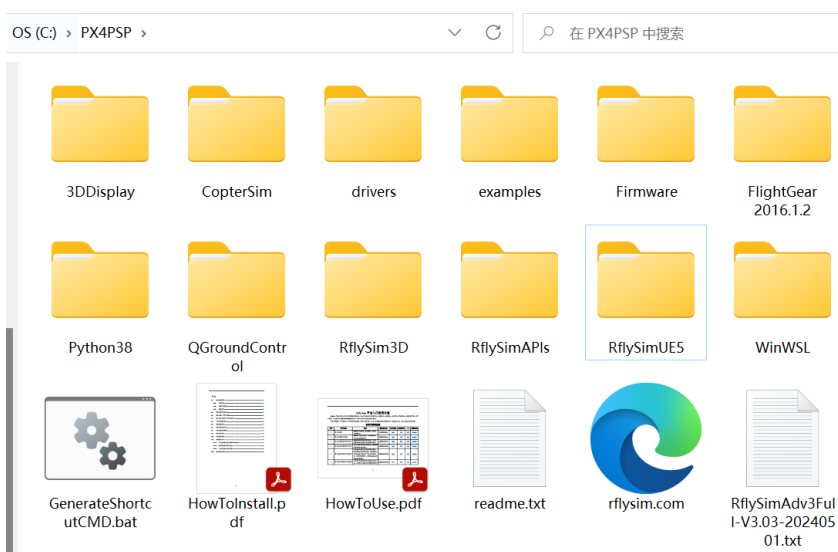 OS (C:) > PX4PSP >
在 PX4PSP 中搜索
3DDisplay
CopterSim
drivers
examples
Firmware
FlightGear
2016.1.2
Python38
QGroundContr
ol
RflySim3D
RflySimAPIs
RflySimUE5
WinWSL
GenerateShortc
utCMD.bat
HowToInstall.p
df
HowToUse.pdf
readme.txt
rflysim.com
RflySimAdv3Ful
l-V3.03-202405
01.txt